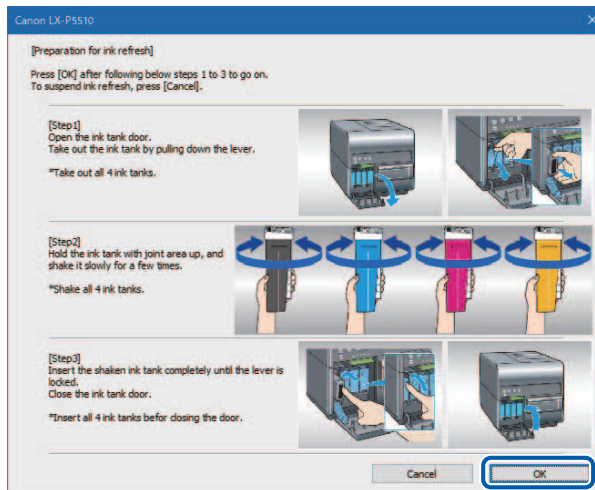 Canon LX-P5510
[Preparation for ink refresh]
Press [OK] after following below steps 1 to 3 to go on.
To suspend ink refresh, press [Cancel].
[Step1]
Open the ink tank door.
Take out the ink tank by pulling down the lever.
*Take out all 4 ink tanks.
[Step2]
Hold the ink tank with joint area up, and
shake it slowly for a few times.
*Shake all 4 ink tanks.
[Step3]
Insert the shaken ink tank completely until the lever is
locked.
Close the ink tank door.
*Insert all 4 ink tanks befor closing the door.
Cancel
OK